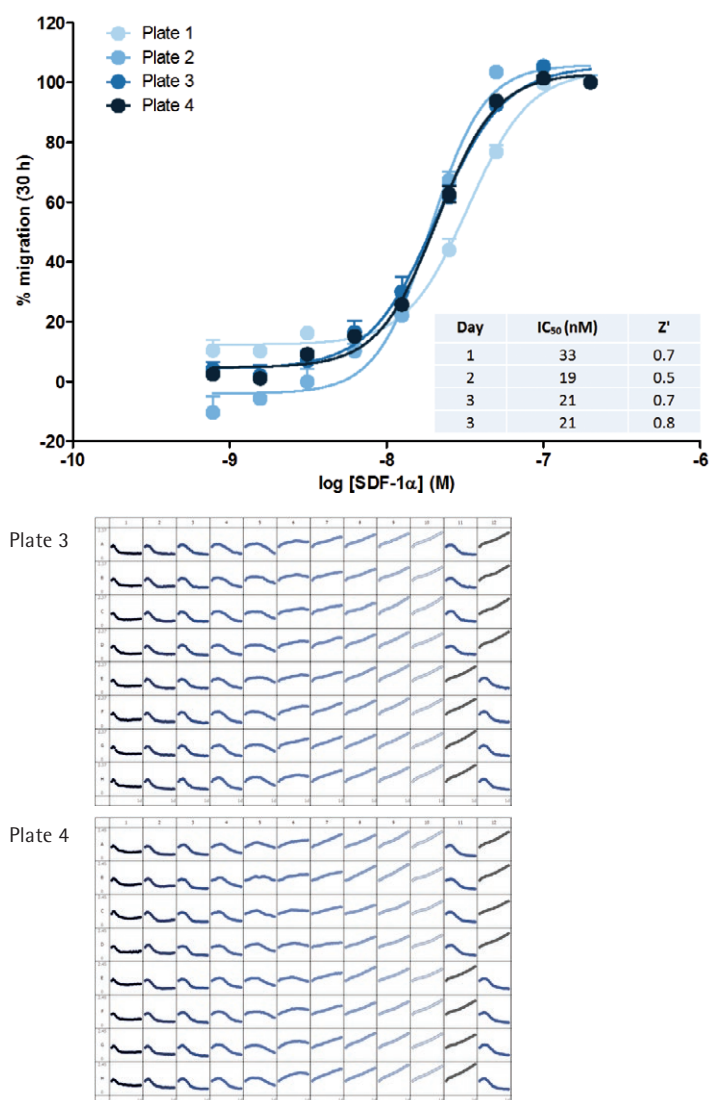 120
Plate 1
Plate 2
100
Plate 3
Plate 4
80
60
40
20
0
-20
% migration (30 h)
Day IC₅₀ (nM) Z'
1 33 0.7
2 19 0.5
3 21 0.7
3 21 0.8
-10 -9 -8 -7 -6
log [SDF-1α] (M)
Plate 3
1 2 3 4 5 6 7 8 9 10 11 12
A
B
C
D
E
F
G
H
Plate 4
1 2 3 4 5 6 7 8 9 10 11 12
A
B
C
D
E
F
G
H